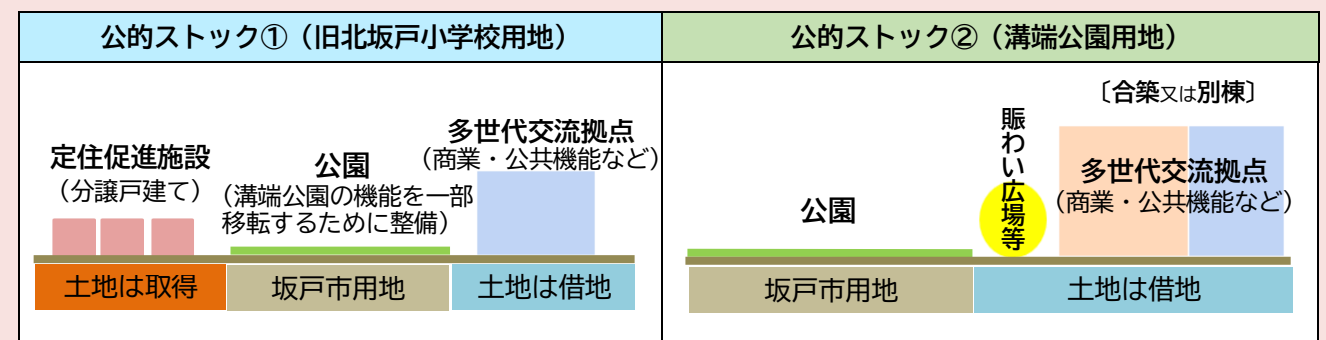 公的ストック①（旧北坂戸小学校用地）
定住促進施設
（分譲戸建て）
公園
（溝端公園の機能を一部
移転するために整備）
多世代交流拠点
（商業・公共機能など）
土地は取得
坂戸市用地
土地は借地
公的ストック②（溝端公園用地）
公園
賑わい広場等
〔合築又は別棟〕
多世代交流拠点
（商業・公共機能など）
坂戸市用地
土地は借地